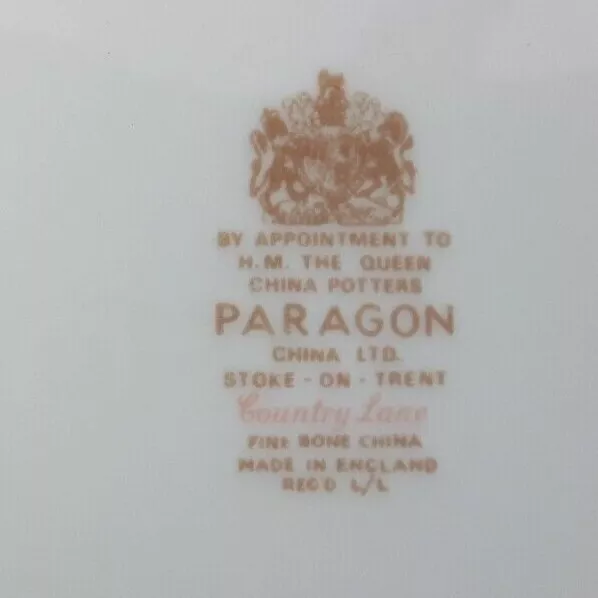 BY APPOINTMENT TO
H.M. THE QUEEN
CHINA POTTERS
PARAGON
CHINA LTD.
STOKE-ON-TRENT
Country Lane
FINE BONE CHINA
MADE IN ENGLAND
REG'D L/L